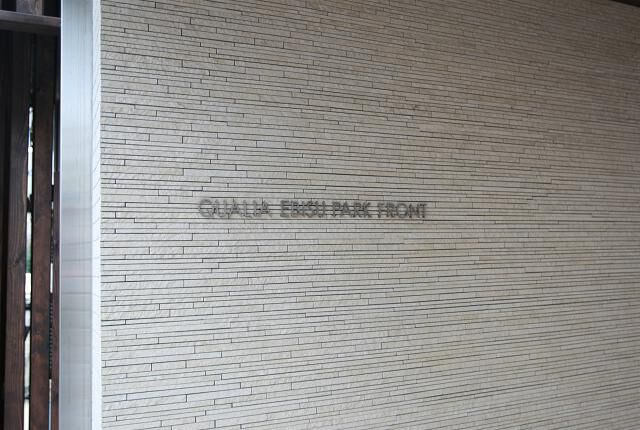 QUALIA EBISU PARK FRONT